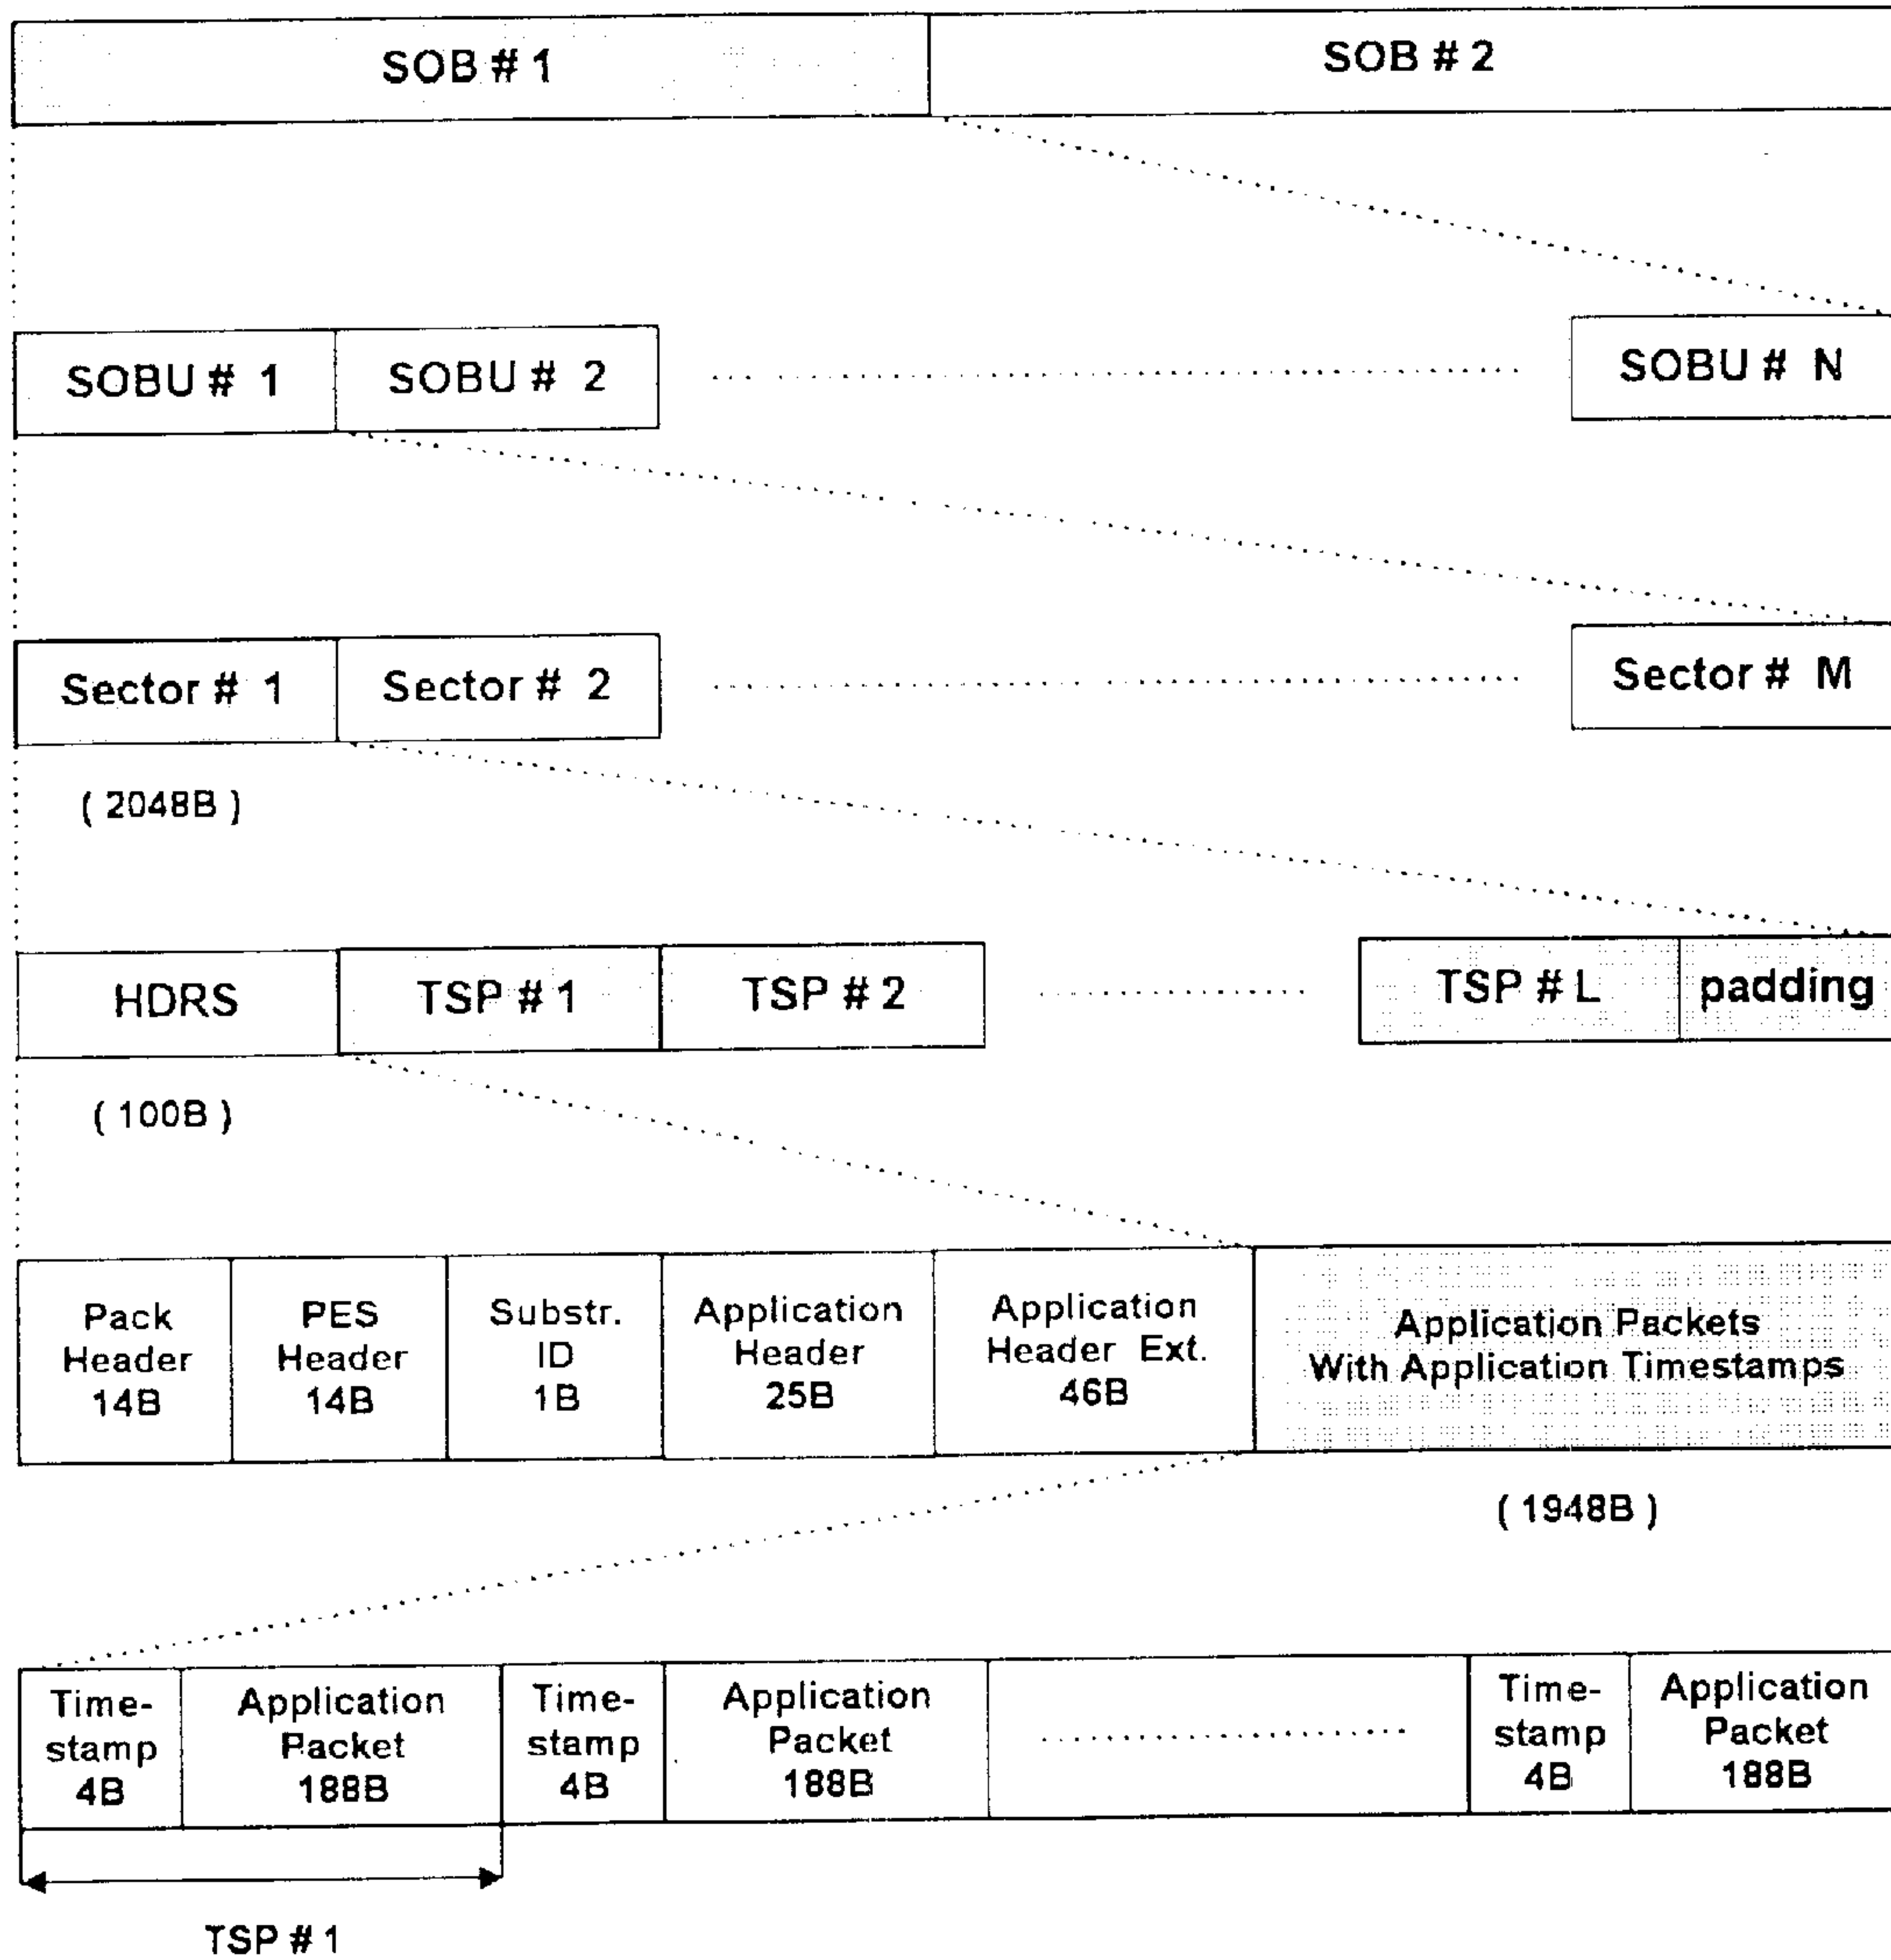 SOB # 1
SOB # 2
SOBU # 1
SOBU # 2
SOBU # N
Sector # 1
Sector # 2
Sector # M
( 2048B )
HDRS
TSP # 1
TSP # 2
TSP # L
padding
( 100B )
Pack
Header
14B
PES
Header
14B
Substr.
ID
1B
Application
Header
25B
Application
Header Ext.
46B
Application Packets
With Application Timestamps
( 1948B )
Time-
stamp
4B
Application
Packet
188B
Time-
stamp
4B
Application
Packet
188B
Time-
stamp
4B
Application
Packet
188B
TSP # 1